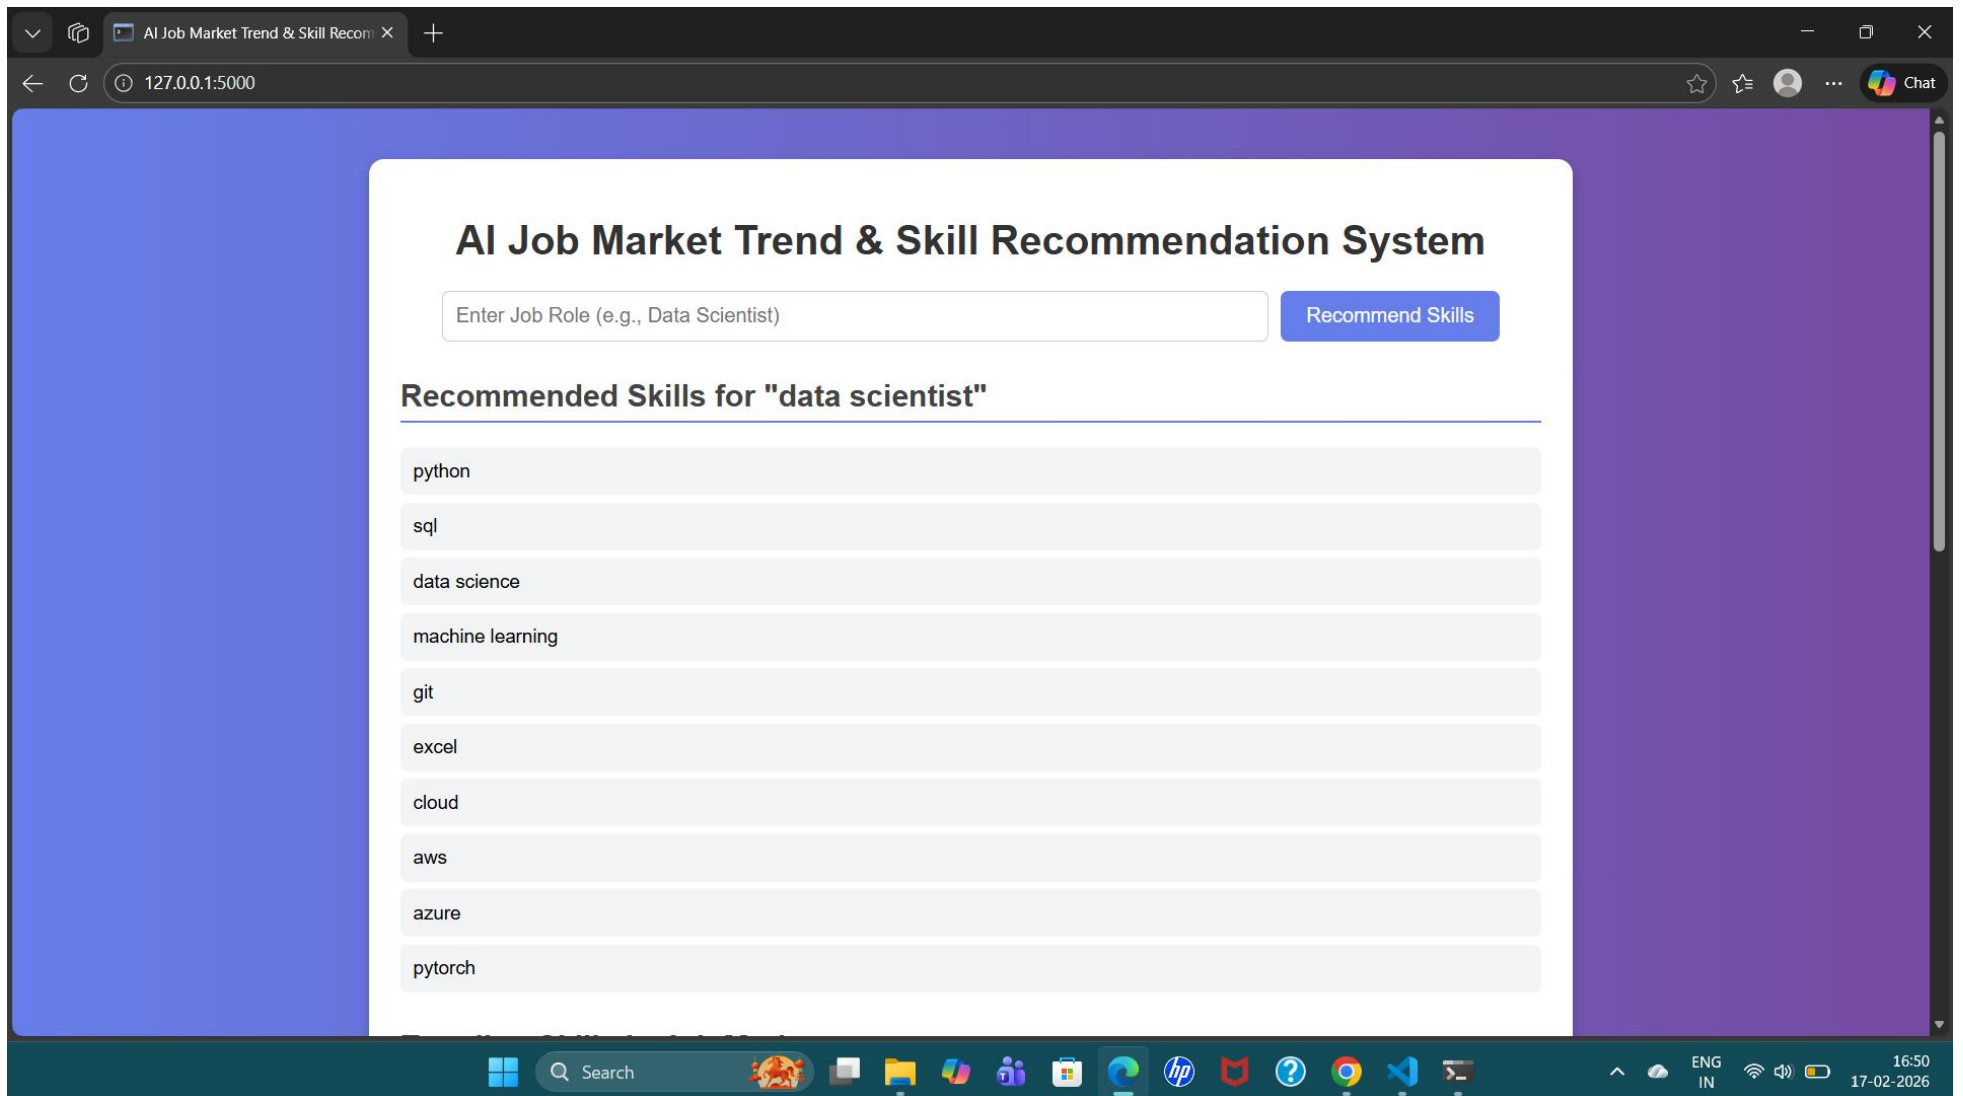 AI Job Market Trend & Skill Recom
127.0.0.1:5000
Chat
AI Job Market Trend & Skill Recommendation System
Enter Job Role (e.g., Data Scientist)
Recommend Skills
Recommended Skills for "data scientist"
python
sql
data science
machine learning
git
excel
cloud
aws
azure
pytorch
Search
hp
ENG
IN
16:50
17-02-2026